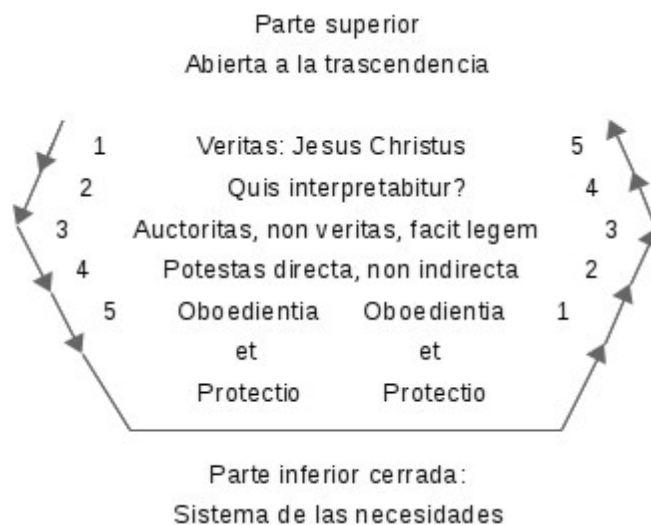 Parte superior
Abierta a la trascendencia
1 Veritas: Jesus Christus 5
2 Quis interpretabitur? 4
3 Auctoritas, non veritas, facit legem 3
4 Potestas directa, non indirecta 2
5 Oboedientia Oboedientia 1
et et
Protectio Protectio
Parte inferior cerrada:
Sistema de las necesidades